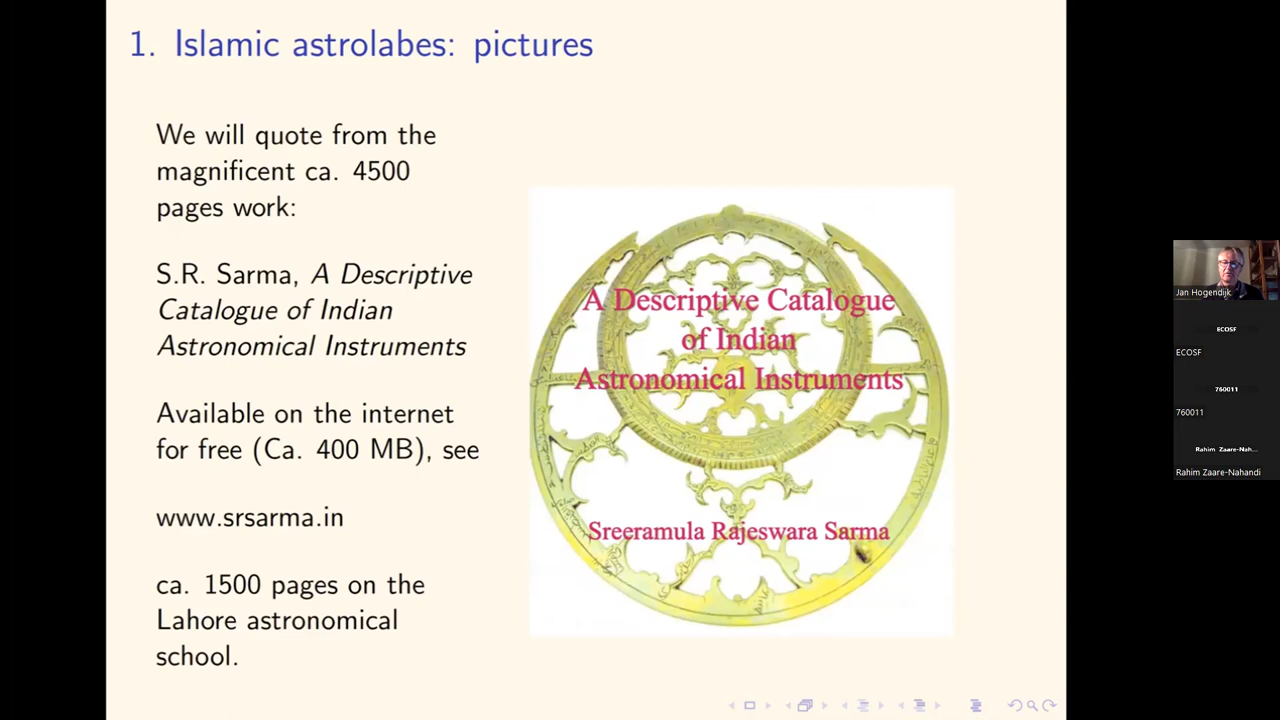 1. Islamic astrolabes: pictures
We will quote from the
magnificent ca. 4500
pages work:
S.R. Sarma, A Descriptive
Catalogue of Indian
Astronomical Instruments
Available on the internet
for free (Ca. 400 MB), see
www.srsarma.in
ca. 1500 pages on the
Lahore astronomical
school.
A Descriptive Catalogue
of Indian
Astronomical Instruments
Sreeramula Rajeswara Sarma
Jan Hogendijk
ECOSF
ECOSF
760011
760011
Rahim Zaare-Nah...
Rahim Zaare-Nahandi